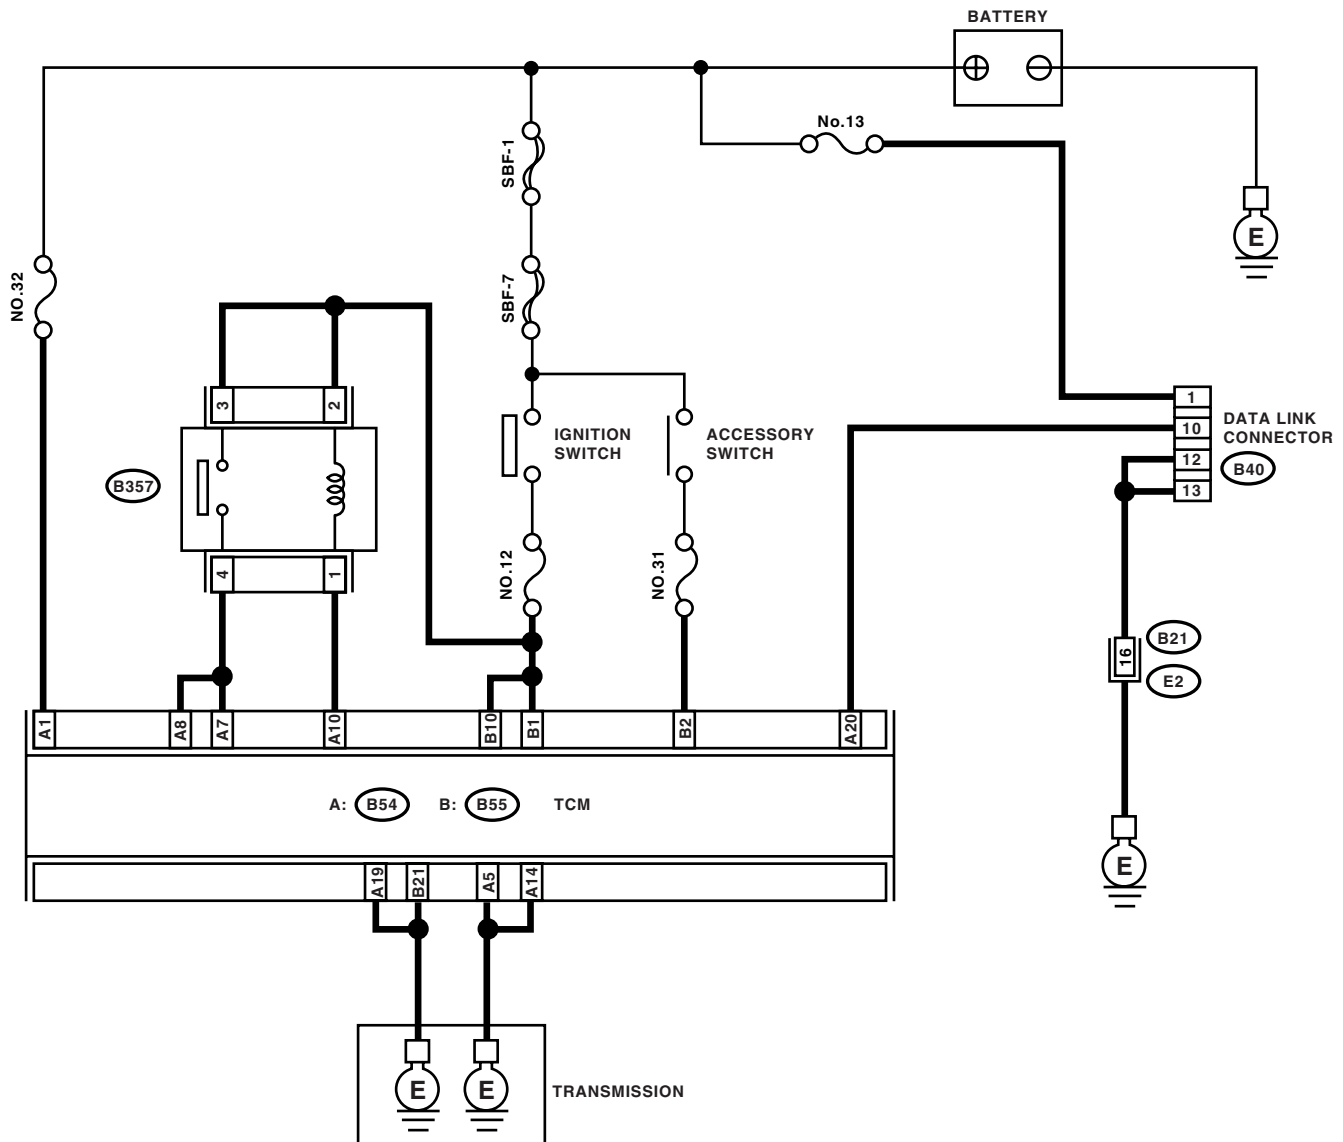 BATTERY
No.13
SBF-1
E
SBF-7
NO.32
3
2
1
10
DATA LINK
CONNECTOR
12
B40
13
IGNITION
SWITCH
ACCESSORY
SWITCH
B357
4
1
NO.12
NO.31
16
B21
E2
A1
A8
A7
A10
B10
B1
B2
A20
A: B54 B: B55 TCM
A19
B21
A5
A14
E
E
E
TRANSMISSION